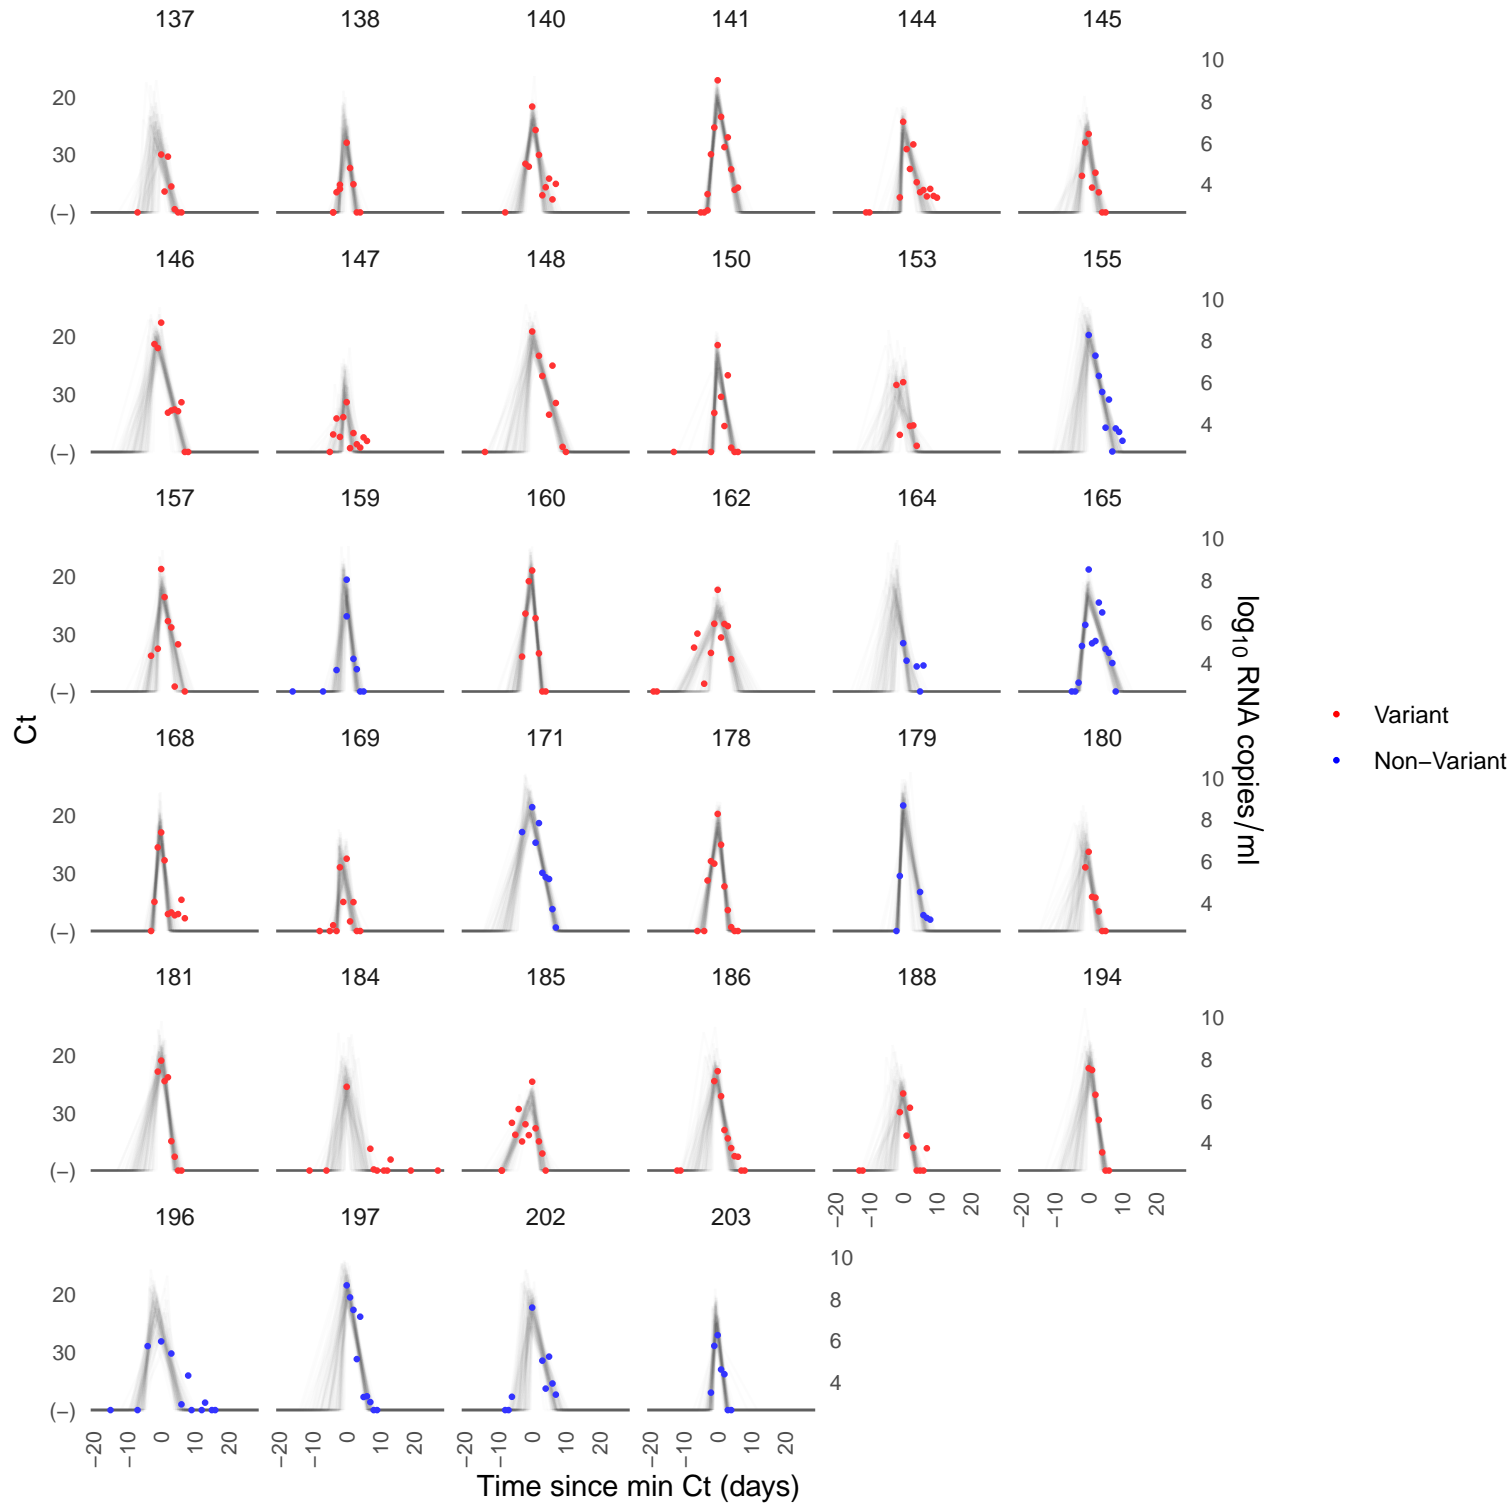 137 138 140 141 144 145
10
20 8
30 6
4
(−)
146 147 148 150 153 155
10
20 8
30 6
4
(−)
157 159 160 162 164 165
10
20 8
30 6
4
(−)
Ct
log10 RNA copies/ml
Variant
Non−Variant
168 169 171 178 179 180
10
20 8
30 6
4
(−)
181 184 185 186 188 194
10
20 8
30 6
4
(−)
−20 −10 0 10 20 −20 −10 0 10 20
196 197 202 203
10
20 8
30 6
4
(−)
−20 −10 0 10 20 −20 −10 0 10 20 −20 −10 0 10 20 −20 −10 0 10 20
Time since min Ct (days)